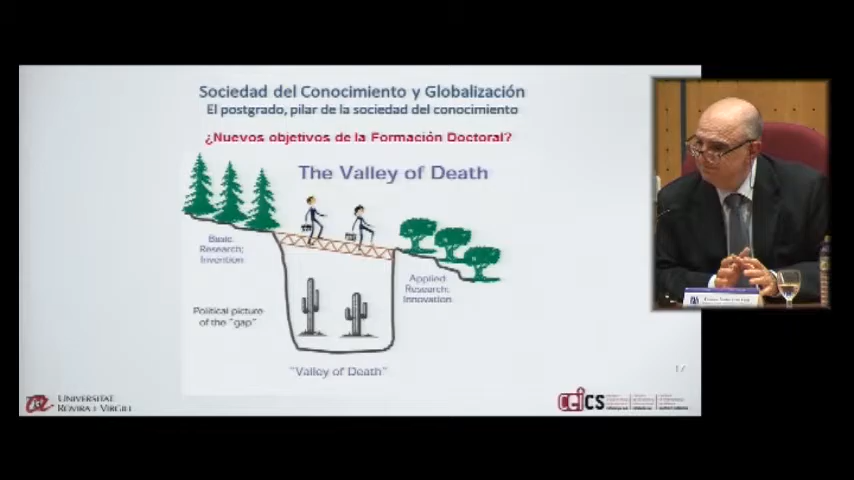 Sociedad del Conocimiento y Globalización
El postgrado, pilar de la sociedad del conocimiento
¿Nuevos objetivos de la Formación Doctoral?
The Valley of Death
Basic
Research;
Invention
Applied
Research;
Innovation
Political picture
of the "gap"
"Valley of Death"
17
UNIVERSITAT
ROVIRA I VIRGILI
ceics